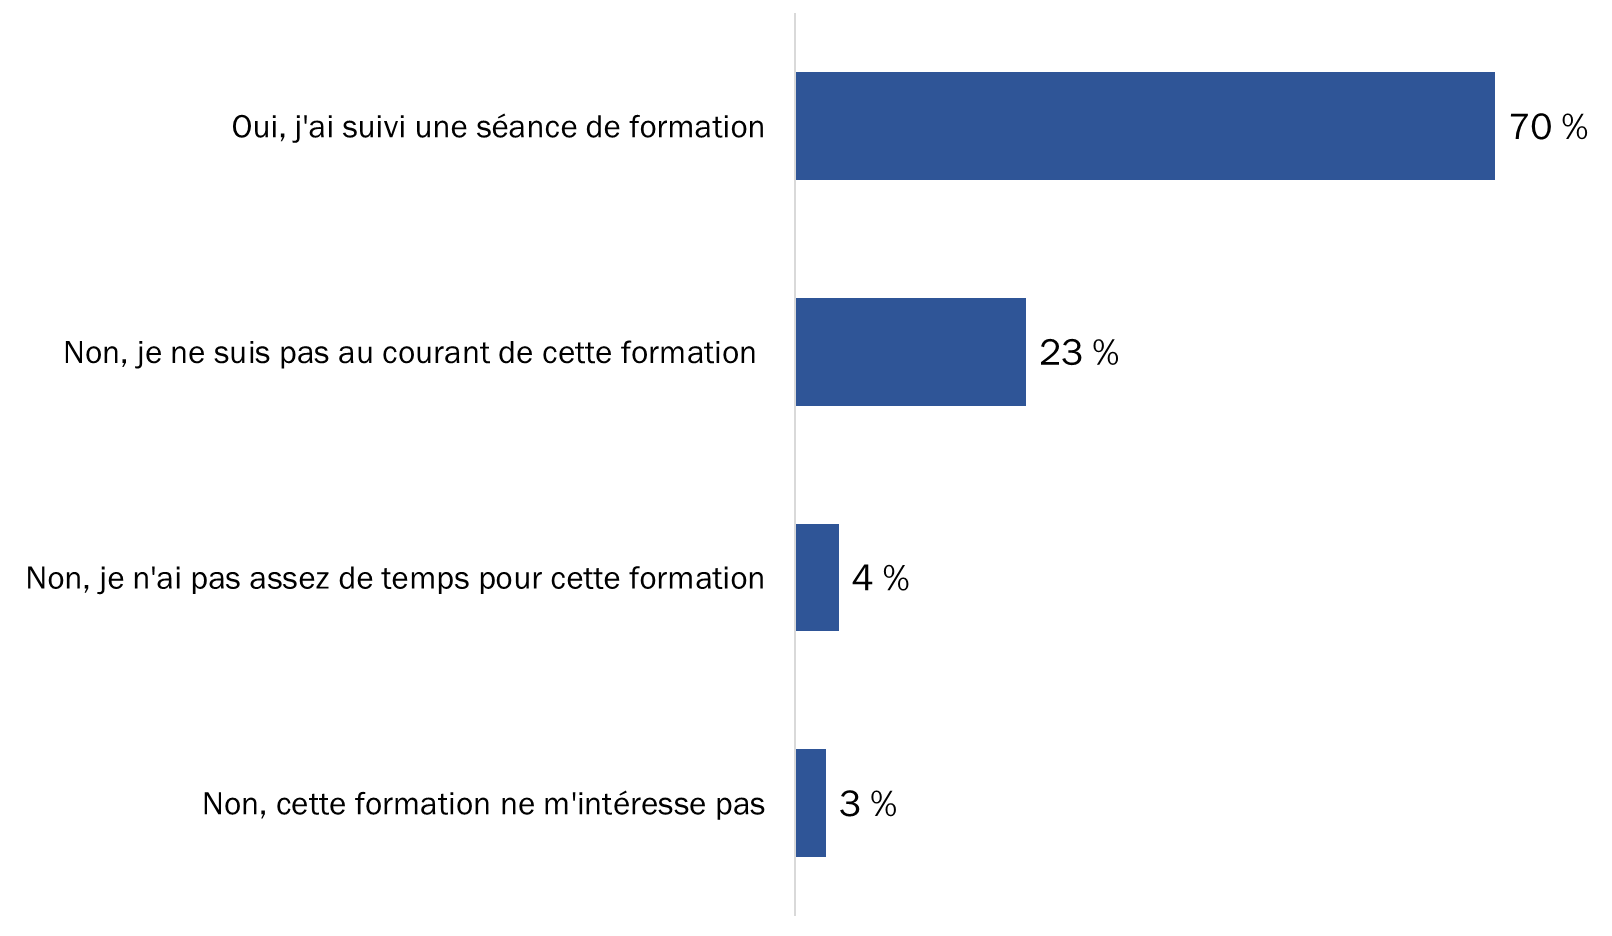 Oui, j'ai suivi une séance de formation 70 %
Non, je ne suis pas au courant de cette formation 23 %
Non, je n'ai pas assez de temps pour cette formation 4 %
Non, cette formation ne m'intéresse pas 3 %